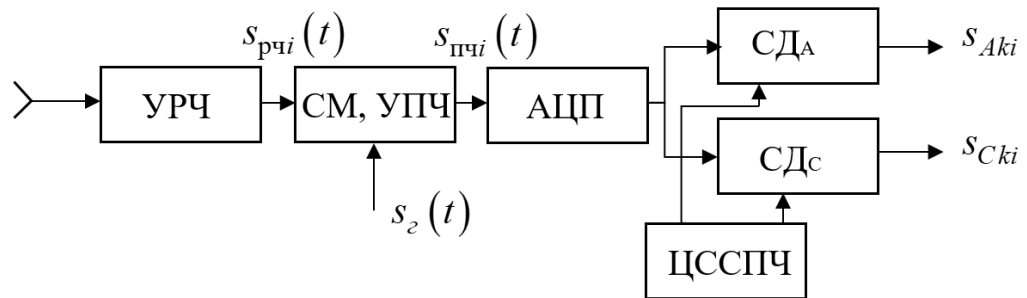 s_рчi(t)
s_пчi(t)
УРЧ
СМ, УПЧ
АЦП
СД_А
s_Aki
СД_С
s_Cki
s_г(t)
ЦССПЧ